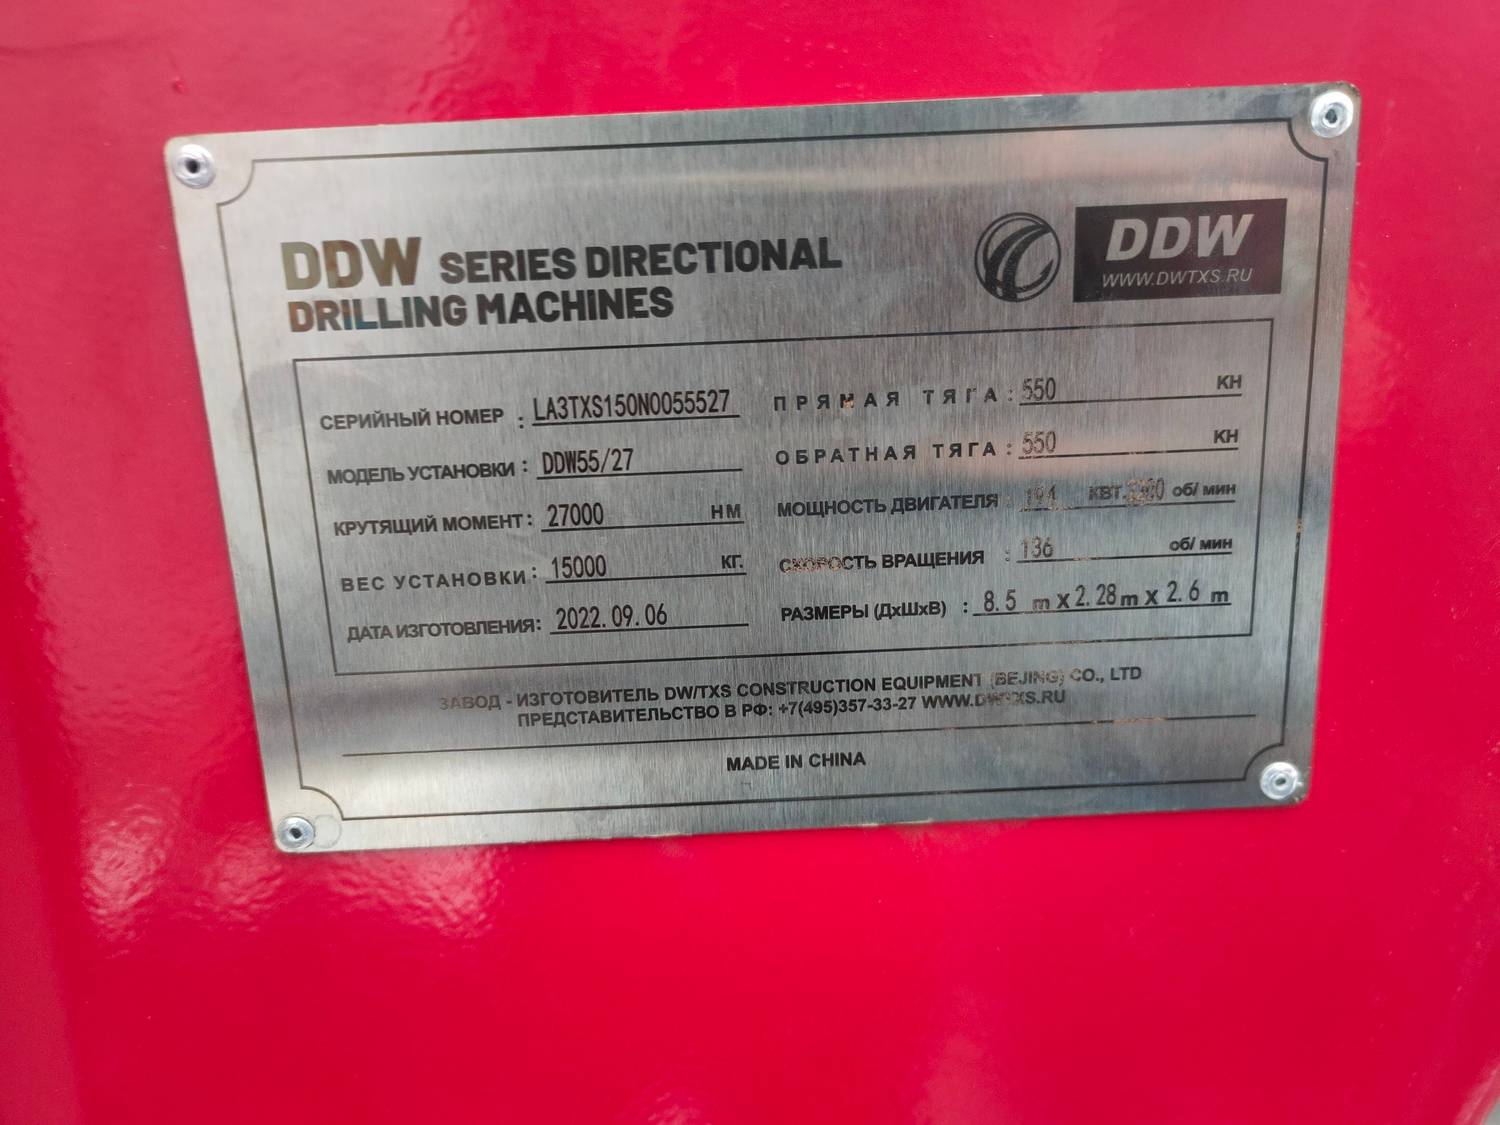 DDW SERIES DIRECTIONAL
DRILLING MACHINES
DDW
WWW.DWTXS.RU
СЕРИЙНЫЙ НОМЕР : LA3TXS150N0055527
МОДЕЛЬ УСТАНОВКИ : DDW55/27
КРУТЯЩИЙ МОМЕНТ: 27000 НМ
ВЕС УСТАНОВКИ: 15000 КГ.
ДАТА ИЗГОТОВЛЕНИЯ: 2022.09.06
ПРЯМАЯ ТЯГА: 550 КН
ОБРАТНАЯ ТЯГА: 550 КН
МОЩНОСТЬ ДВИГАТЕЛЯ : 194 КВТ. об/ мин
СКОРОСТЬ ВРАЩЕНИЯ : 136 об/ мин
РАЗМЕРЫ (ДхШхВ) : 8.5 m X 2.28 m X 2.6 m
ЗАВОД - ИЗГОТОВИТЕЛЬ DW/TXS CONSTRUCTION EQUIPMENT (BEJING) CO., LTD
ПРЕДСТАВИТЕЛЬСТВО В РФ: +7(495)357-33-27 WWW.DWTXS.RU
MADE IN CHINA